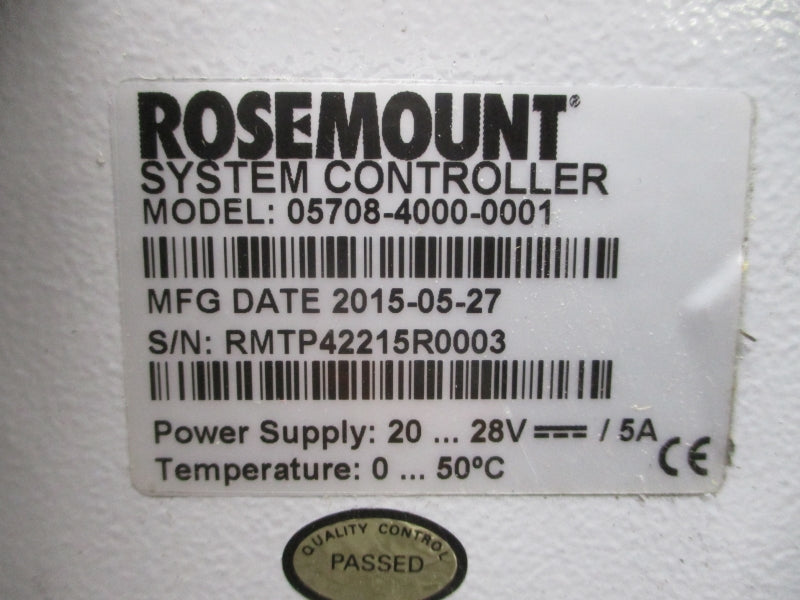 ROSEMOUNT®
SYSTEM CONTROLLER
MODEL: 05708-4000-0001
MFG DATE 2015-05-27
S/N: RMTP42215R0003
Power Supply: 20 ... 28V ⎓ / 5A
Temperature: 0 ... 50ºC
CE
QUALITY CONTROL
PASSED